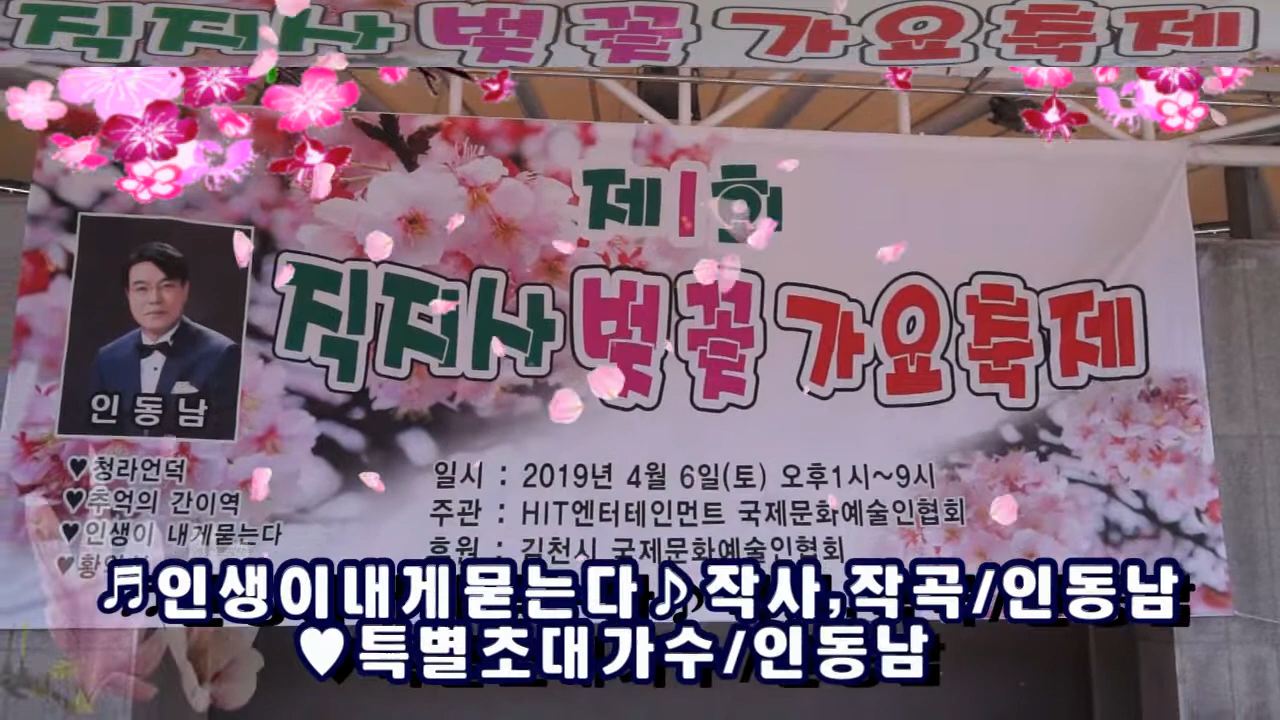 직지사 벚꽃 가요축제
제1회
직지사 벚꽃 가요축제
인동남
♥청라언덕
♥추억의 간이역
♥인생이 내게묻는다
일시 : 2019년 4월 6일(토) 오후1시~9시
주관 : HIT엔터테인먼트 국제문화예술인협회
후원 : 김천시 국제문화예술인협회
♬인생이내게묻는다♪작사,작곡/인동남
♥특별초대가수/인동남